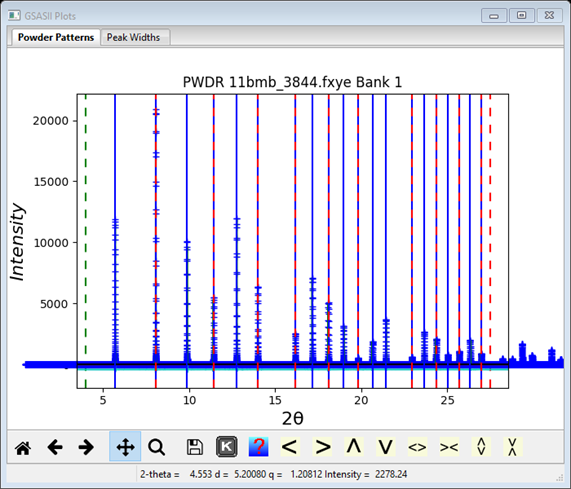 GSASII Plots
Powder Patterns Peak Widths
PWDR 11bmb_3844.fxye Bank 1
20000
15000
10000
5000
Intensity
5 10 15 20 25
2θ
K ? < > ∧ ∨ <> ><
2-theta = 4.553 d = 5.20080 q = 1.20812 Intensity = 2278.24